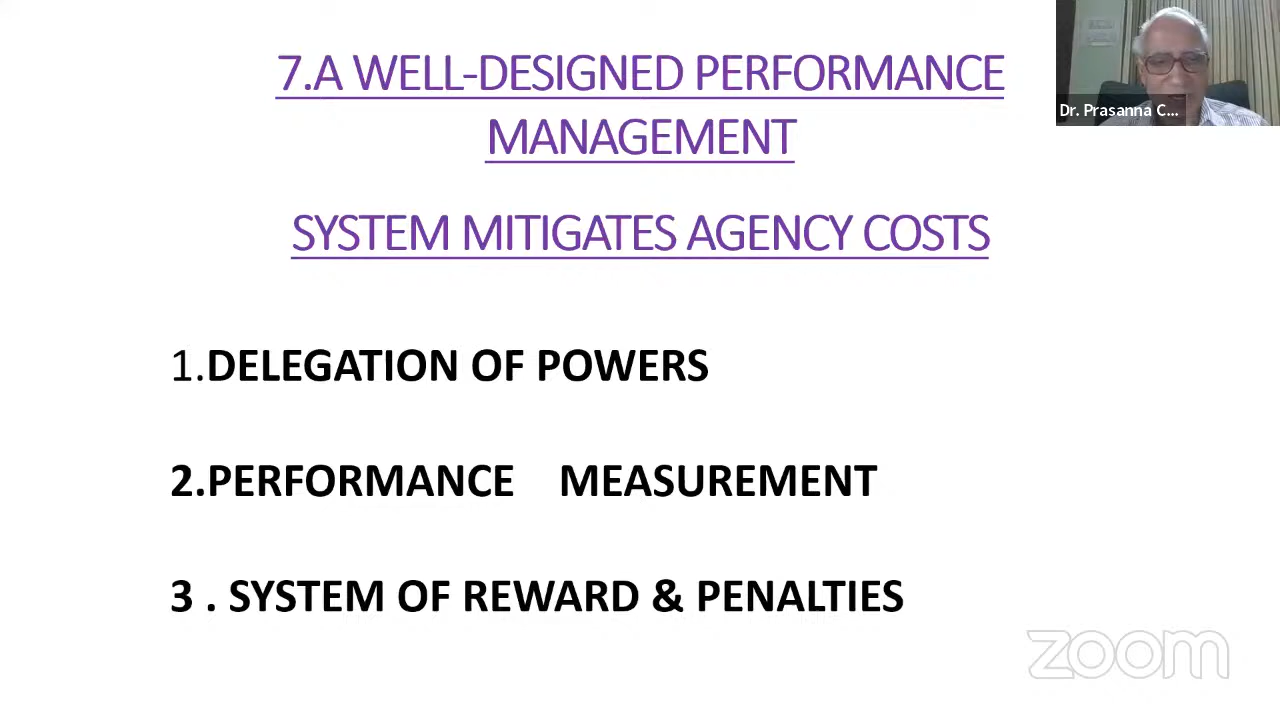 7.A WELL-DESIGNED PERFORMANCE
MANAGEMENT
SYSTEM MITIGATES AGENCY COSTS
1.DELEGATION OF POWERS
2.PERFORMANCE MEASUREMENT
3 . SYSTEM OF REWARD & PENALTIES
Dr. Prasanna C...
zoom